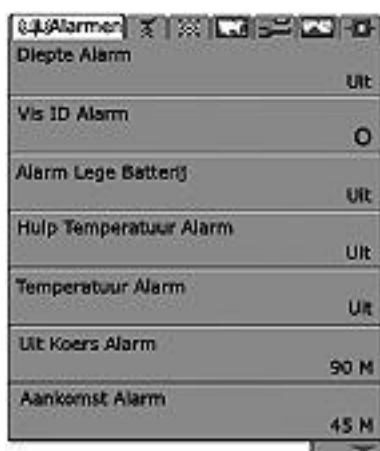 Alarmen
Diepte Alarm
Uit
Vis ID Alarm
O
Alarm Lege Batterij
Uit
Hulp Temperatuur Alarm
Uit
Temperatuur Alarm
Uit
Uit Koers Alarm
90 M
Aankomst Alarm
45 M